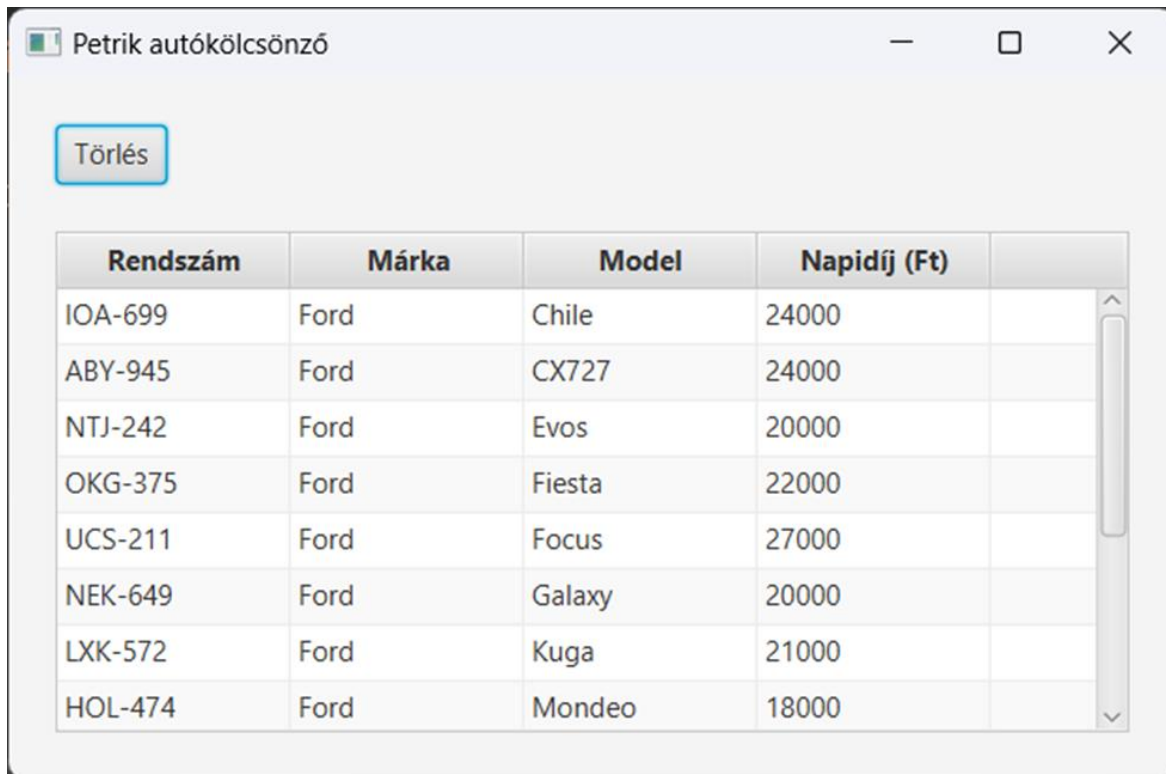 Petrik autókölcsönző
Törlés
Rendszám Márka Model Napidíj (Ft)
IOA-699 Ford Chile 24000
ABY-945 Ford CX727 24000
NTJ-242 Ford Evos 20000
OKG-375 Ford Fiesta 22000
UCS-211 Ford Focus 27000
NEK-649 Ford Galaxy 20000
LXK-572 Ford Kuga 21000
HOL-474 Ford Mondeo 18000